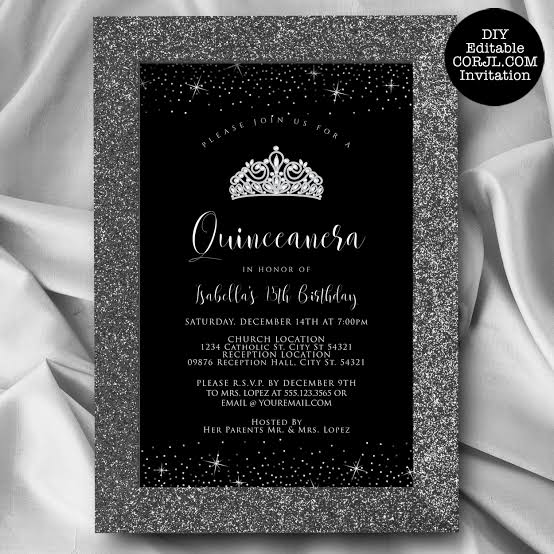 DIY
Editable
CORJL.COM
Invitation
PLEASE JOIN US FOR A
Quinceanera
IN HONOR OF
Isabella's 15th Birthday
SATURDAY, DECEMBER 14TH AT 7:00PM
CHURCH LOCATION
1234 CATHOLIC ST, CITY ST 54321
RECEPTION LOCATION
09876 RECEPTION HALL, CITY ST 54321
PLEASE R.S.V.P. BY DECEMBER 9TH
TO MRS. LOPEZ AT 555.123.3565 OR
EMAIL @ YOUREMAIL.COM
HOSTED BY
HER PARENTS MR. & MRS. LOPEZ